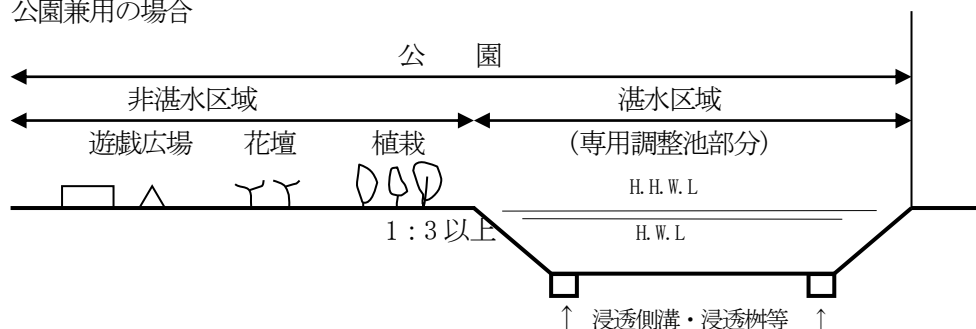 公園兼用の場合
公　園
非湛水区域　湛水区域
遊戯広場　花壇　植栽　（専用調整池部分）
H.H.W.L
1：3以上　H.W.L
↑ 浸透側溝・浸透桝等 ↑